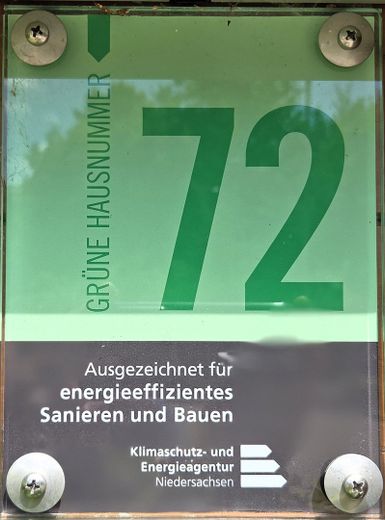 GRÜNE HAUSNUMMER
72
Ausgezeichnet für
energieeffizientes
Sanieren und Bauen
Klimaschutz- und
Energieagentur
Niedersachsen